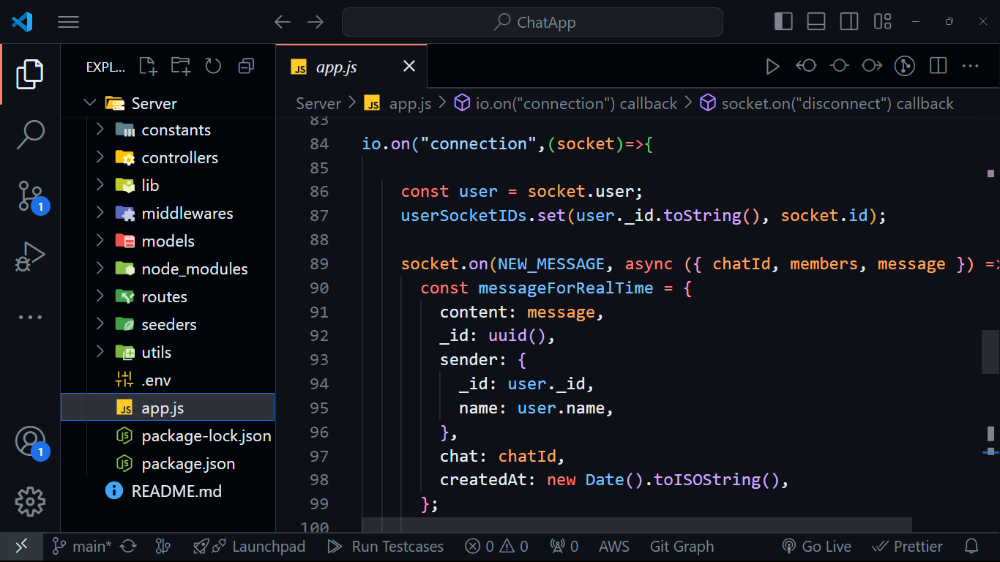 ChatApp
EXPL...
Server
constants
controllers
lib
middlewares
models
node_modules
routes
seeders
utils
.env
JS app.js
package-lock.json
package.json
README.md
1
1
JS app.js
Server > JS app.js > io.on("connection") callback > socket.on("disconnect") callback
83
84 io.on("connection",(socket)=>{
85
86 const user = socket.user;
87 userSocketIDs.set(user._id.toString(), socket.id);
88
89 socket.on(NEW_MESSAGE, async ({ chatId, members, message }) =>
90 const messageForRealTime = {
91 content: message,
92 _id: uuid(),
93 sender: {
94 _id: user._id,
95 name: user.name,
96 },
97 chat: chatId,
98 createdAt: new Date().toISOString(),
99 };
100
main* Launchpad Run Testcases 0 0 0 AWS Git Graph Go Live Prettier